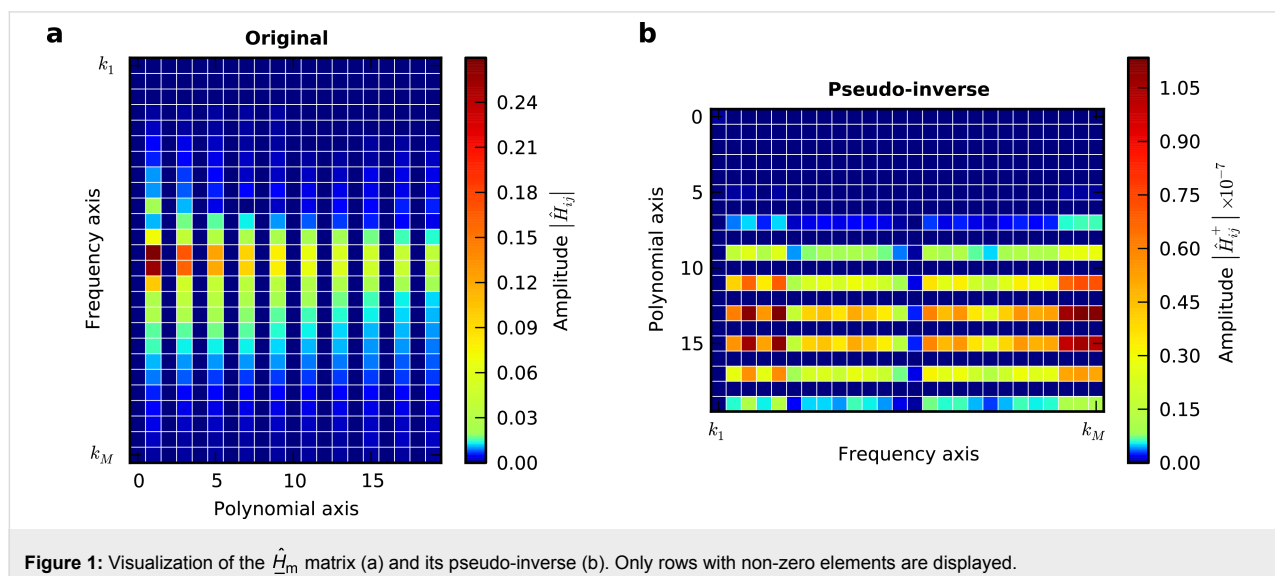 a
Original
k1
kM
Frequency axis
0 5 10 15
Polynomial axis
0.24
0.21
0.18
0.15
0.12
0.09
0.06
0.03
0.00
Amplitude |Ĥij|
b
Pseudo-inverse
0
5
10
15
Polynomial axis
k1 kM
Frequency axis
1.05
0.90
0.75
0.60
0.45
0.30
0.15
0.00
Amplitude |Ĥ+ij| ×10−7
Figure 1: Visualization of the Ĥm matrix (a) and its pseudo-inverse (b). Only rows with non-zero elements are displayed.